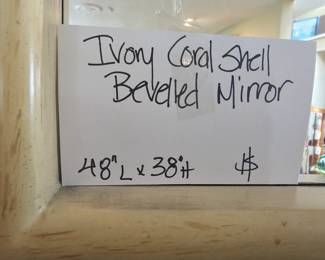 Ivory Coral Shell
Bevelled Mirror
48" L x 38" H $